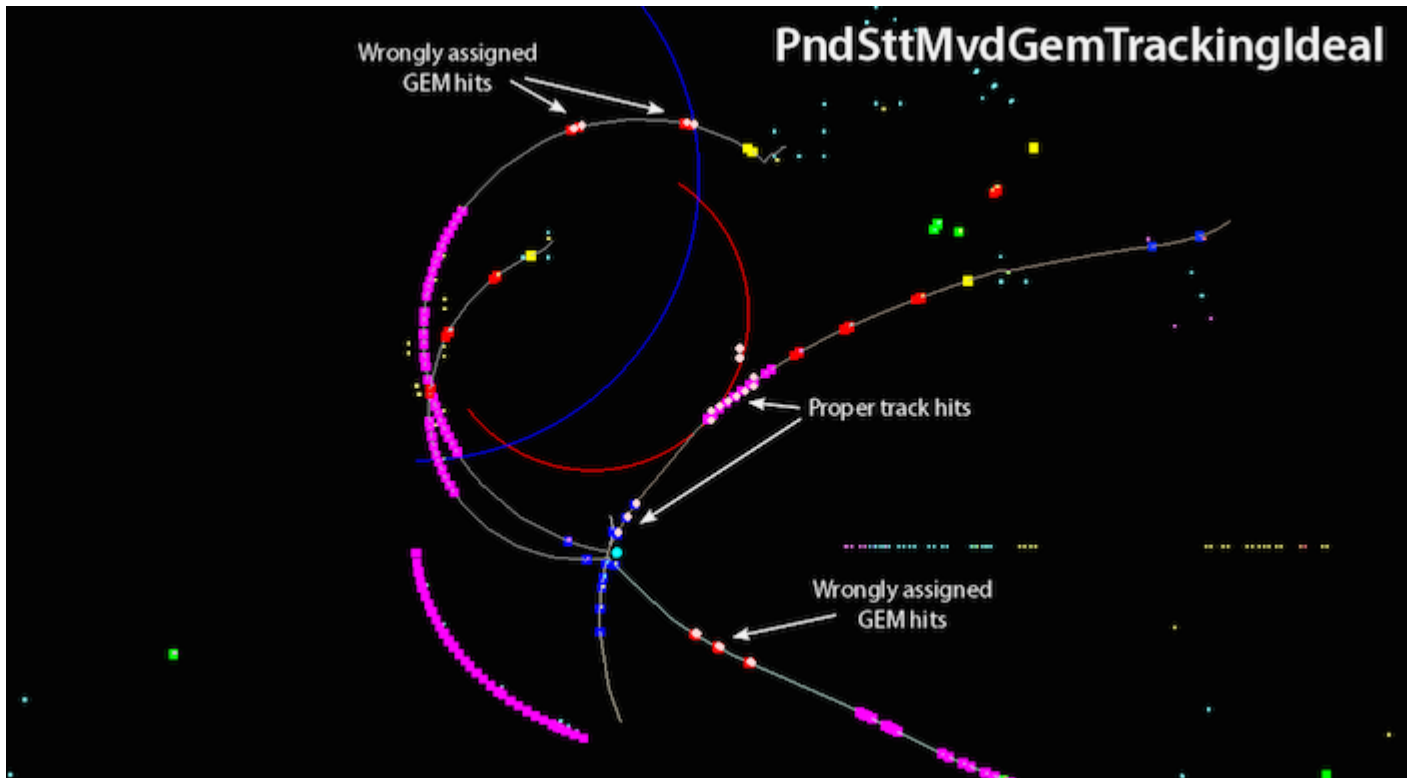 PndSttMvdGemTrackingIdeal
Wrongly assigned
GEM hits
Proper track hits
Wrongly assigned
GEM hits